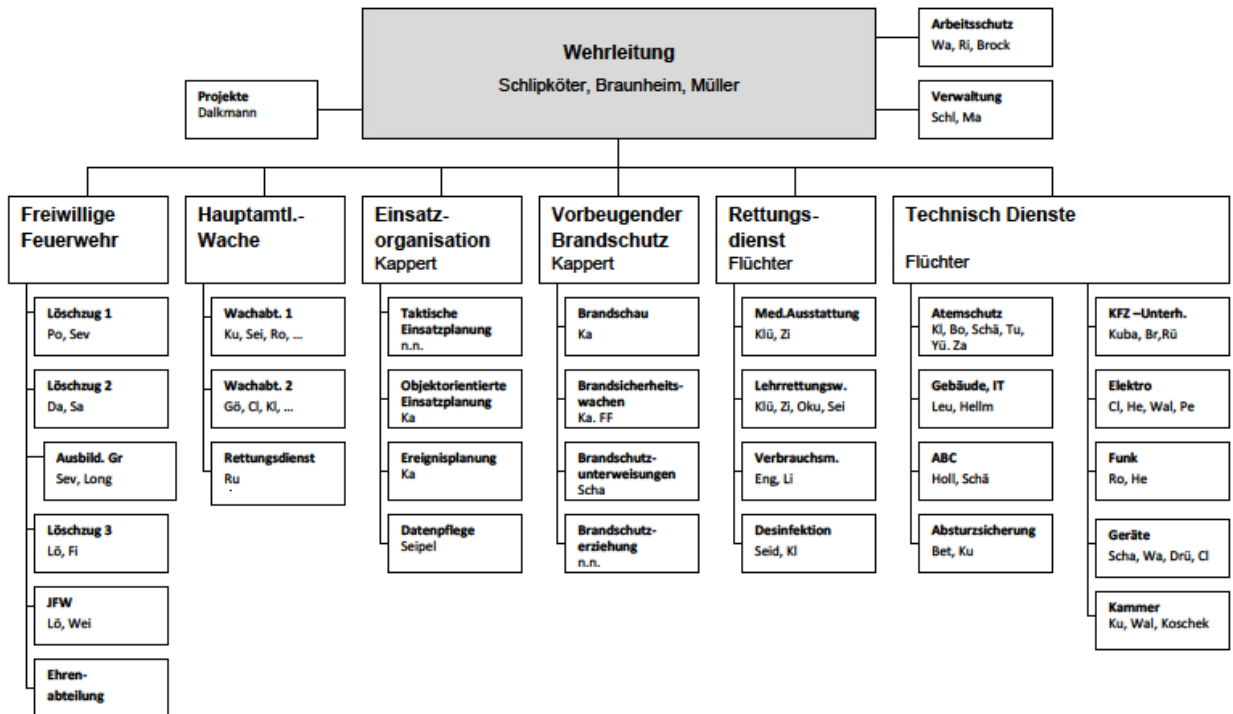 Wehrleitung
Schlipköter, Braunheim, Müller
Arbeitsschutz
Wa, Ri, Brock
Projekte
Dalkmann
Verwaltung
Schl, Ma
Freiwillige
Feuerwehr
Löschzug 1
Po, Sev
Löschzug 2
Da, Sa
Ausbild. Gr
Sev, Long
Löschzug 3
Lö, Fi
JFW
Lö, Wei
Ehren-
abteilung
Hauptamtl.-
Wache
Wachabt. 1
Ku, Sei, Ro, ...
Wachabt. 2
Gö, Cl, Kl, ...
Rettungsdienst
Ru
Einsatz-
organisation
Kappert
Taktische
Einsatzplanung
n.n.
Objektorientierte
Einsatzplanung
Ka
Ereignisplanung
Ka
Datenpflege
Seipel
Vorbeugender
Brandschutz
Kappert
Brandschau
Ka
Brandsicherheits-
wachen
Ka. FF
Brandschutz-
unterweisungen
Scha
Brandschutz-
erziehung
n.n.
Rettungs-
dienst
Flüchter
Med.Ausstattung
Klü, Zi
Lehrrettungsw.
Klü, Zi, Oku, Sei
Verbrauchsm.
Eng, Li
Desinfektion
Seid, Kl
Technisch Dienste
Flüchter
Atemschutz
Kl, Bo, Schä, Tu,
Yü. Za
Gebäude, IT
Leu, Hellm
ABC
Holl, Schä
Absturzsicherung
Bet, Ku
KFZ –Unterh.
Kuba, Br,Rü
Elektro
Cl, He, Wal, Pe
Funk
Ro, He
Geräte
Scha, Wa, Drü, Cl
Kammer
Ku, Wal, Koschek